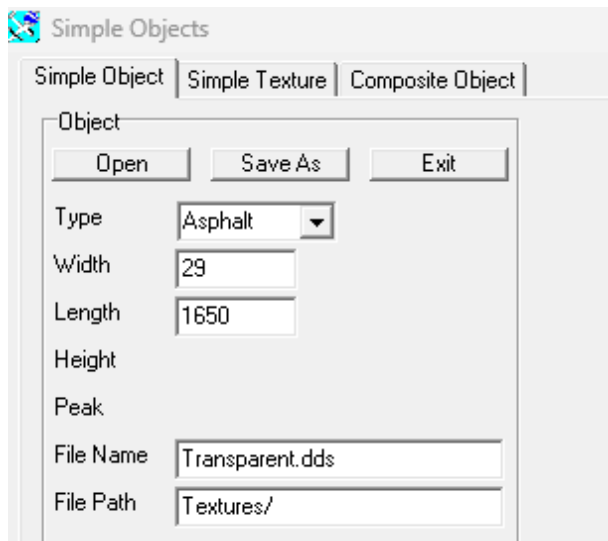 Simple Objects
Simple Object Simple Texture Composite Object
Object
Open Save As Exit
Type Asphalt
Width 29
Length 1650
Height
Peak
File Name Transparent.dds
File Path Textures/